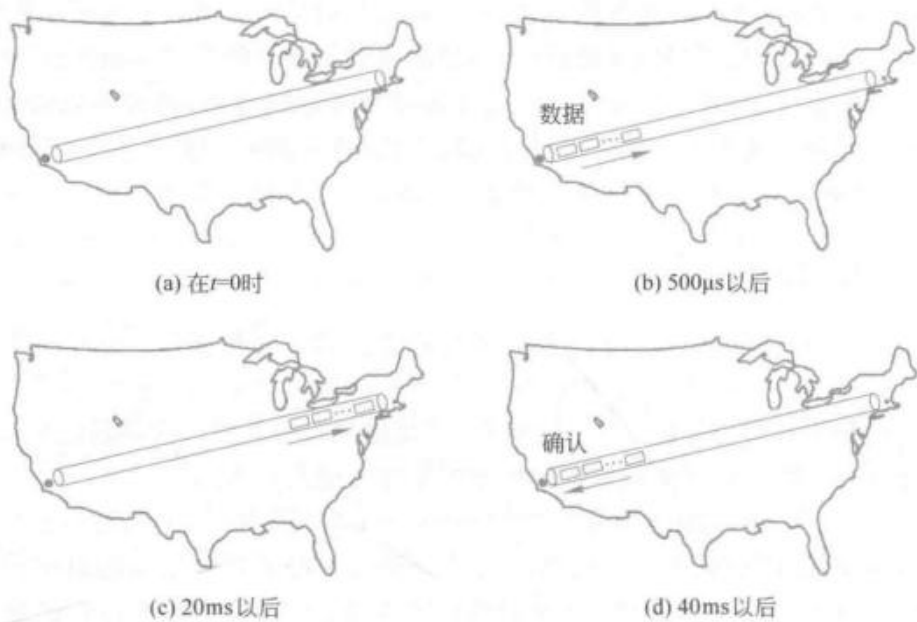 数据
(a) 在t=0时
(b) 500μs以后
确认
(c) 20ms以后
(d) 40ms以后